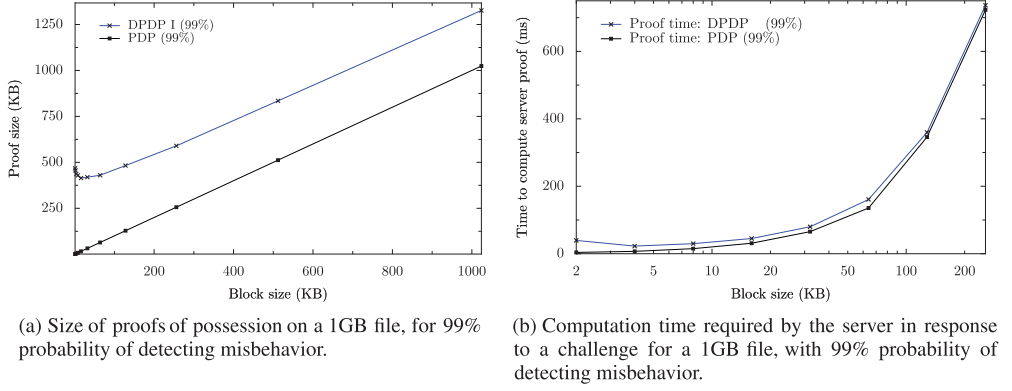 1250
1000
750
500
250
Proof size (KB)
DPDP I (99%)
PDP (99%)
200 400 600 800 1000
Block size (KB)
(a) Size of proofs of possession on a 1GB file, for 99%
probability of detecting misbehavior.
600
400
200
0
Time to compute server proof (ms)
Proof time: DPDP (99%)
Proof time: PDP (99%)
2 5 10 20 50 100 200
Block size (KB)
(b) Computation time required by the server in response
to a challenge for a 1GB file, with 99% probability of
detecting misbehavior.